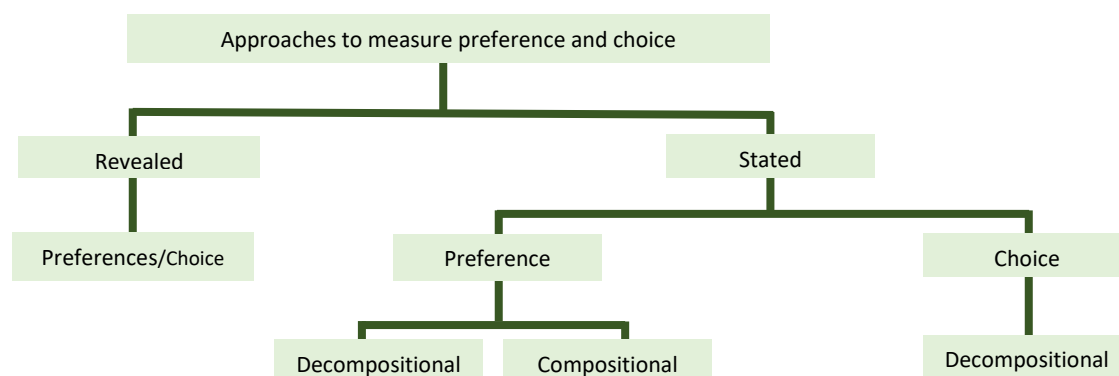 Approaches to measure preference and choice
Revealed
Stated
Preferences/Choice
Preference
Choice
Decompositional
Compositional
Decompositional